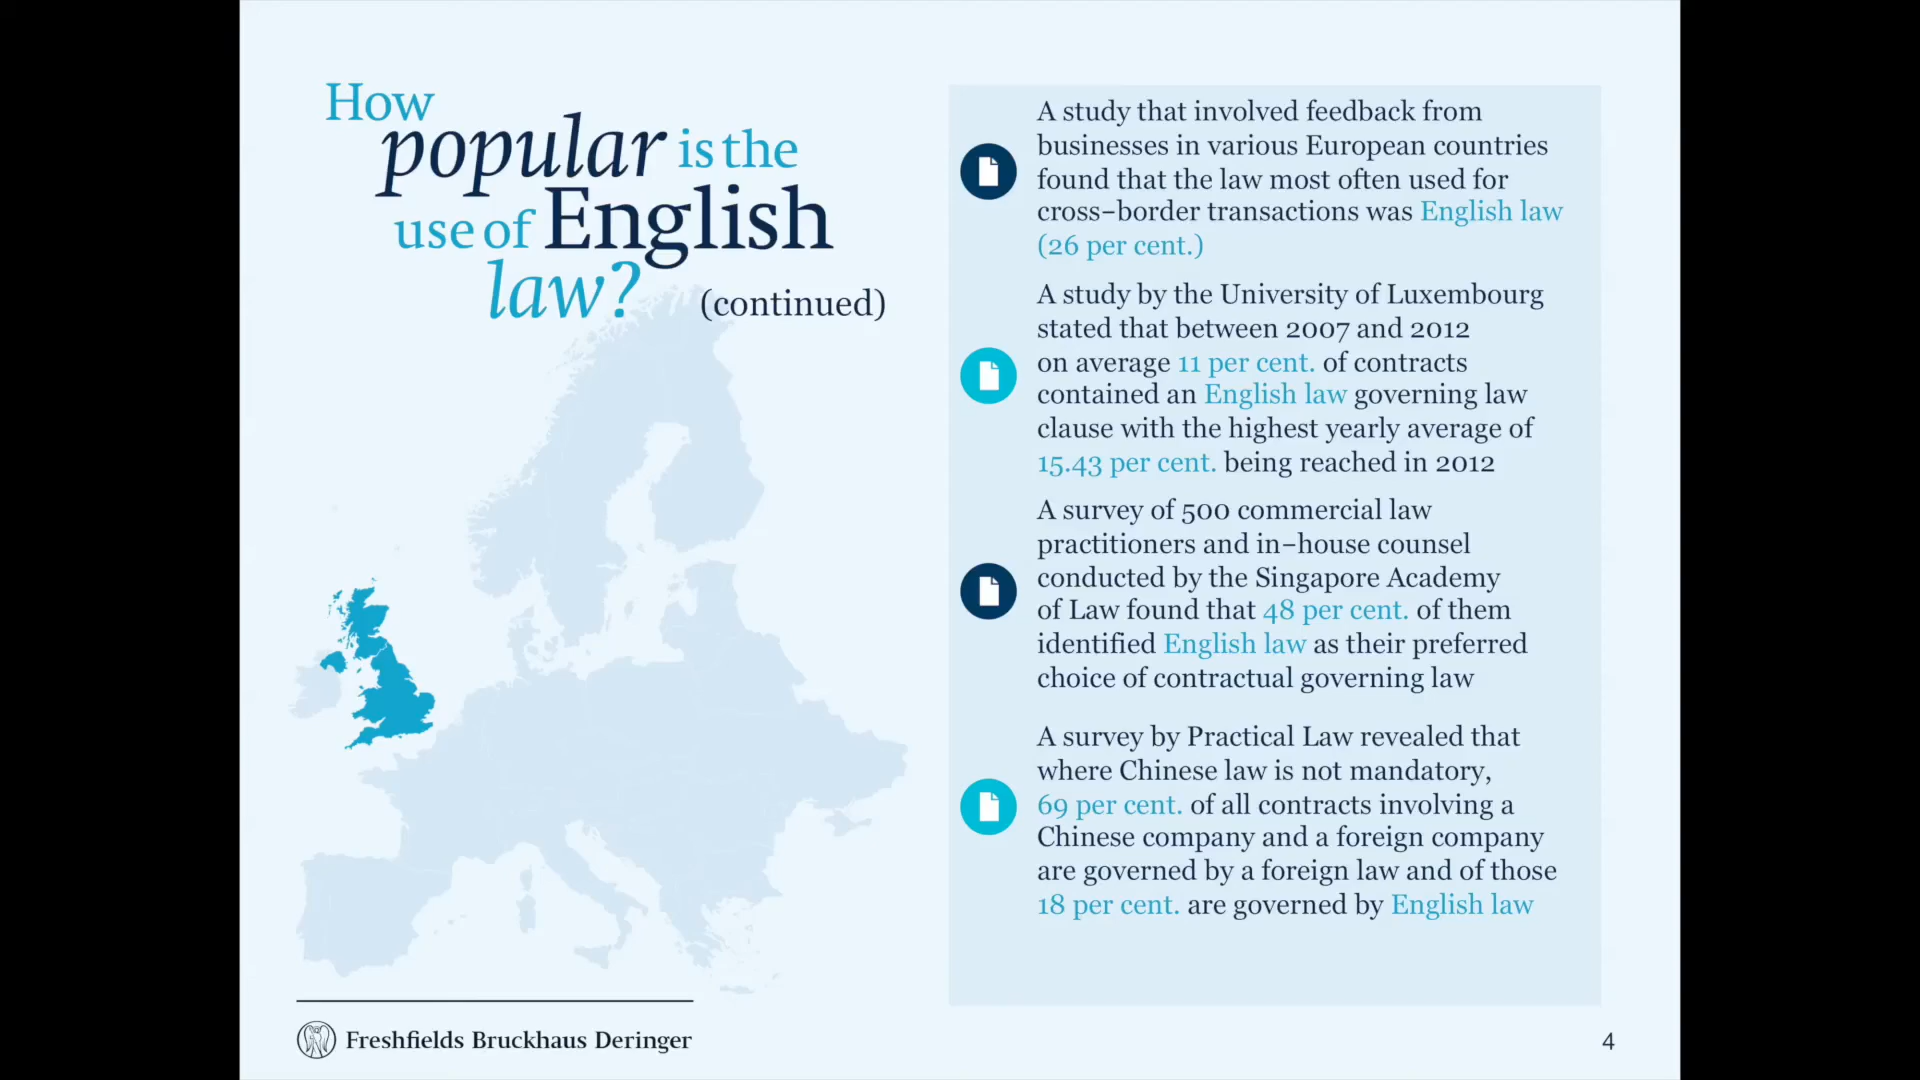 How
popular is the
use of English
law? (continued)
A study that involved feedback from
businesses in various European countries
found that the law most often used for
cross-border transactions was English law
(26 per cent.)
A study by the University of Luxembourg
stated that between 2007 and 2012
on average 11 per cent. of contracts
contained an English law governing law
clause with the highest yearly average of
15.43 per cent. being reached in 2012
A survey of 500 commercial law
practitioners and in-house counsel
conducted by the Singapore Academy
of Law found that 48 per cent. of them
identified English law as their preferred
choice of contractual governing law
A survey by Practical Law revealed that
where Chinese law is not mandatory,
69 per cent. of all contracts involving a
Chinese company and a foreign company
are governed by a foreign law and of those
18 per cent. are governed by English law
Freshfields Bruckhaus Deringer
4